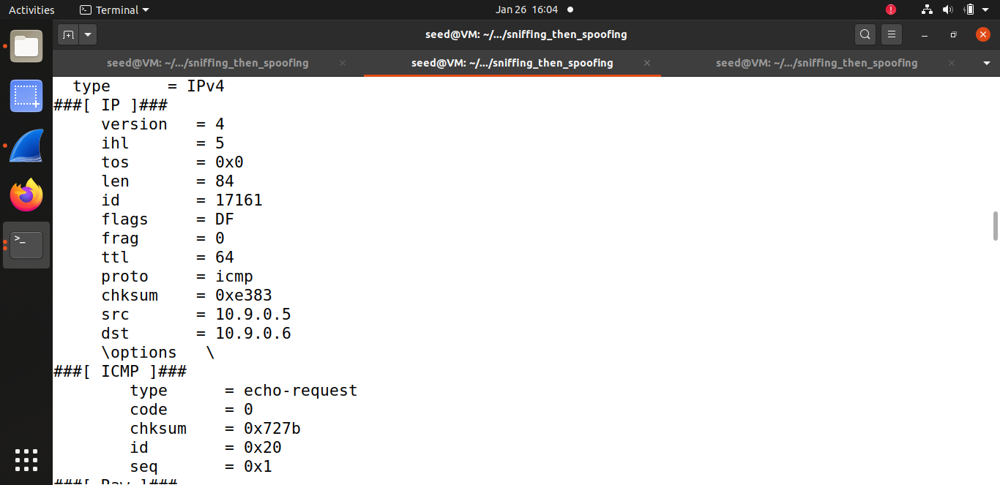 Activities Terminal Jan 26 16:04
seed@VM: ~/.../sniffing_then_spoofing
seed@VM: ~/.../sniffing_then_spoofing seed@VM: ~/.../sniffing_then_spoofing seed@VM: ~/.../sniffing_then_spoofing
  type      = IPv4
###[ IP ]###
     version   = 4
     ihl       = 5
     tos       = 0x0
     len       = 84
     id        = 17161
     flags     = DF
     frag      = 0
     ttl       = 64
     proto     = icmp
     chksum    = 0xe383
     src       = 10.9.0.5
     dst       = 10.9.0.6
     \options   \
###[ ICMP ]###
        type      = echo-request
        code      = 0
        chksum    = 0x727b
        id        = 0x20
        seq       = 0x1
###[ Raw ]###